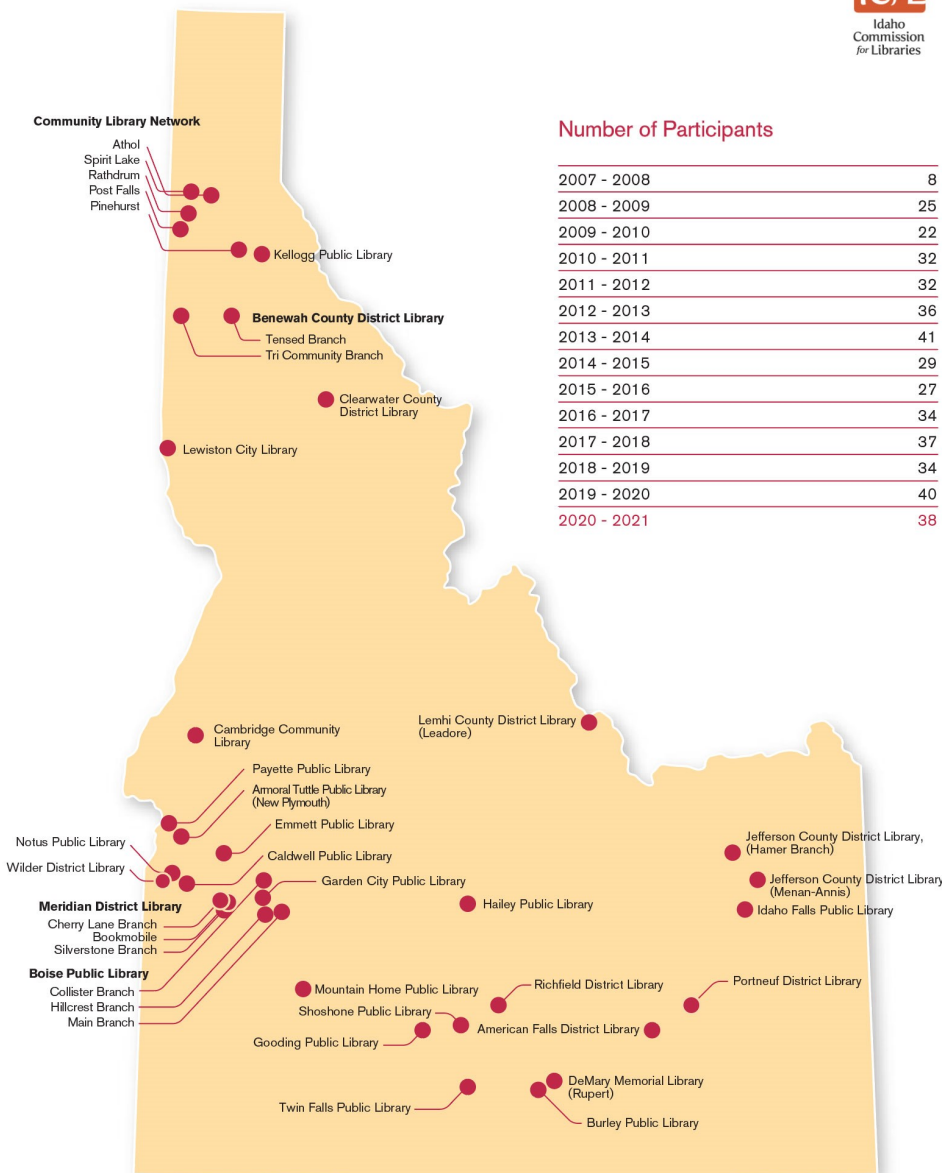 Idaho
Commission
for Libraries
Number of Participants
2007 - 2008 8
2008 - 2009 25
2009 - 2010 22
2010 - 2011 32
2011 - 2012 32
2012 - 2013 36
2013 - 2014 41
2014 - 2015 29
2015 - 2016 27
2016 - 2017 34
2017 - 2018 37
2018 - 2019 34
2019 - 2020 40
2020 - 2021 38
Community Library Network
Athol
Spirit Lake
Rathdrum
Post Falls
Pinehurst
Kellogg Public Library
Benewah County District Library
Tensed Branch
Tri Community Branch
Clearwater County
District Library
Lewiston City Library
Cambridge Community
Library
Lemhi County District Library
(Leadore)
Payette Public Library
Armoral Tuttle Public Library
(New Plymouth)
Emmett Public Library
Notus Public Library
Wilder District Library
Caldwell Public Library
Garden City Public Library
Meridian District Library
Cherry Lane Branch
Bookmobile
Silverstone Branch
Boise Public Library
Collister Branch
Hillcrest Branch
Main Branch
Hailey Public Library
Jefferson County District Library,
(Hamer Branch)
Jefferson County District Library
(Menan-Annis)
Idaho Falls Public Library
Mountain Home Public Library
Richfield District Library
Portneuf District Library
Shoshone Public Library
American Falls District Library
Gooding Public Library
DeMary Memorial Library
(Rupert)
Twin Falls Public Library
Burley Public Library